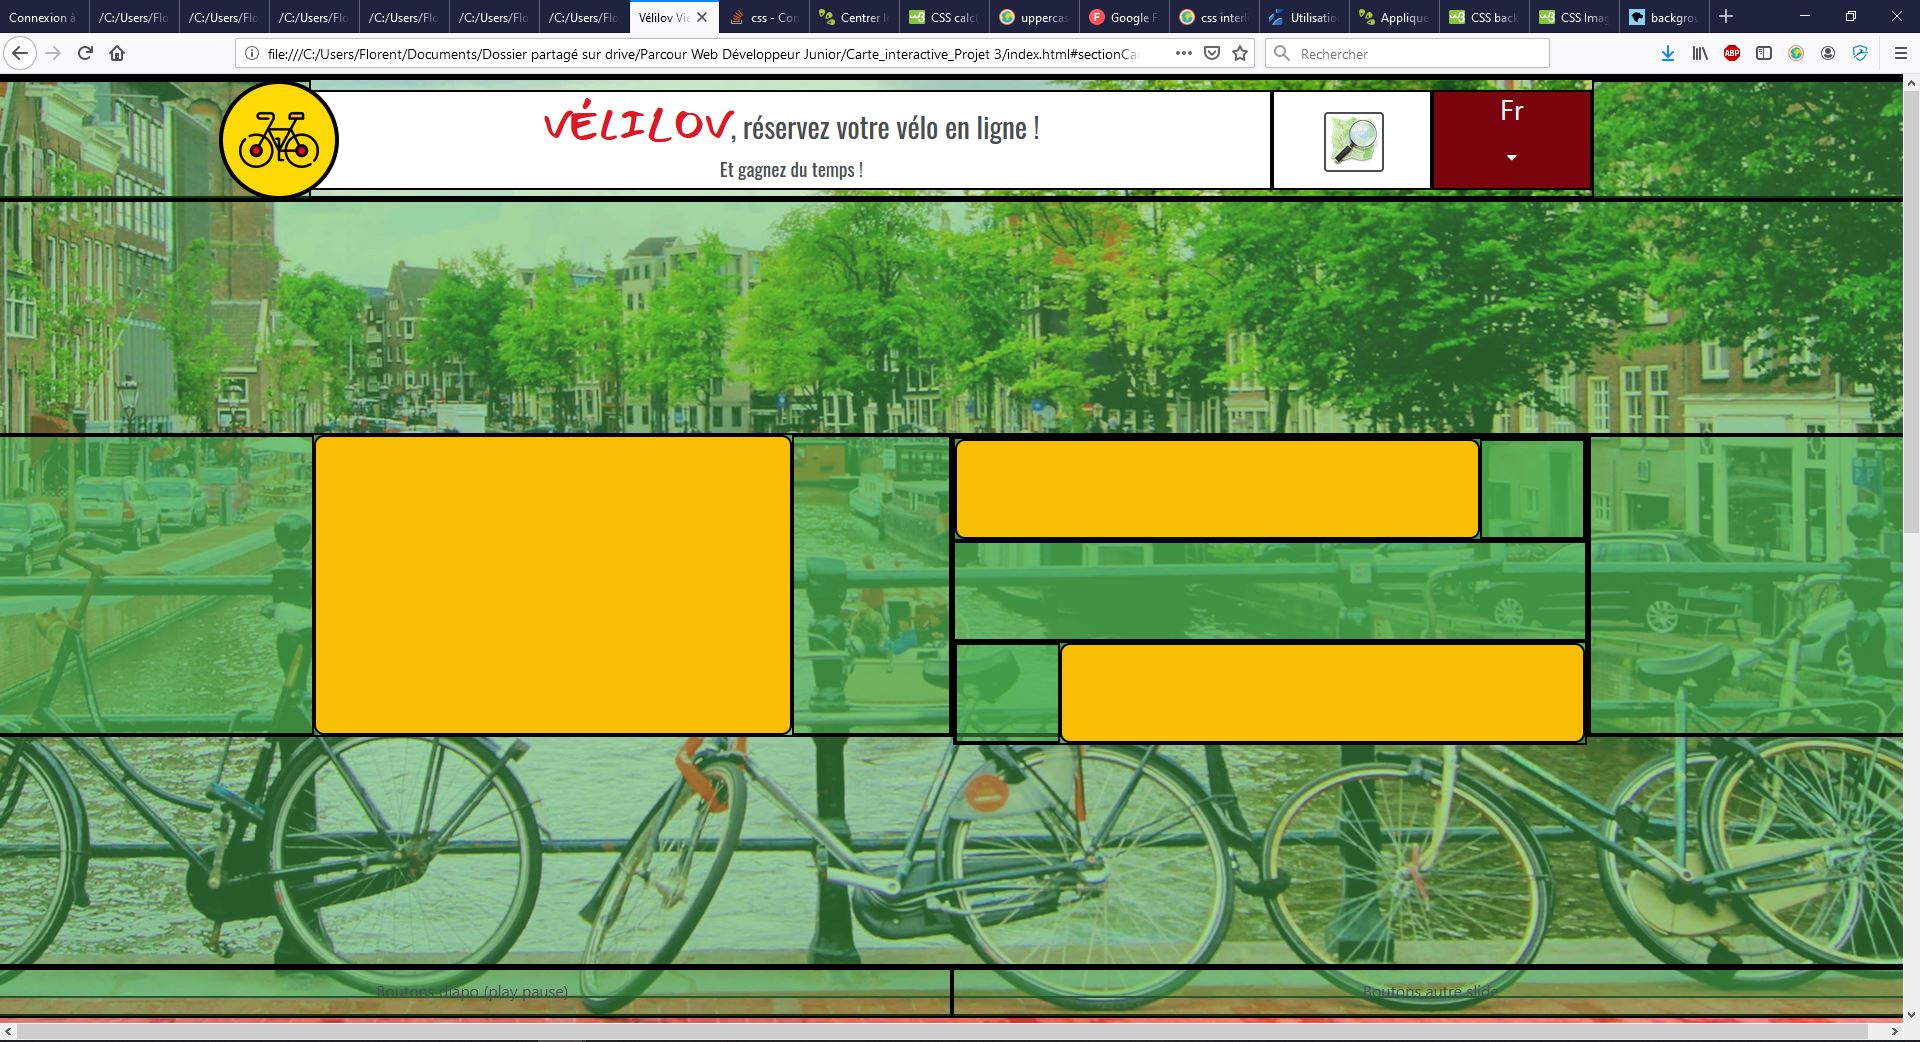 Connexion à
/C:/Users/Flo
/C:/Users/Flo
/C:/Users/Flo
/C:/Users/Flo
/C:/Users/Flo
/C:/Users/Flo
Vélilov Vi
css - Con
Centrer l
CSS calc(
uppercas
Google F
css interli
Utilisatio
Applique
CSS back
CSS Imag
backgrou
file:///C:/Users/Florent/Documents/Dossier partagé sur drive/Parcour Web Développeur Junior/Carte_interactive_Projet 3/index.html#sectionCa
Rechercher
VÉLILOV, réservez votre vélo en ligne !
Et gagnez du temps !
Fr
Boutons diapo (play pause)
Boutons autre slide